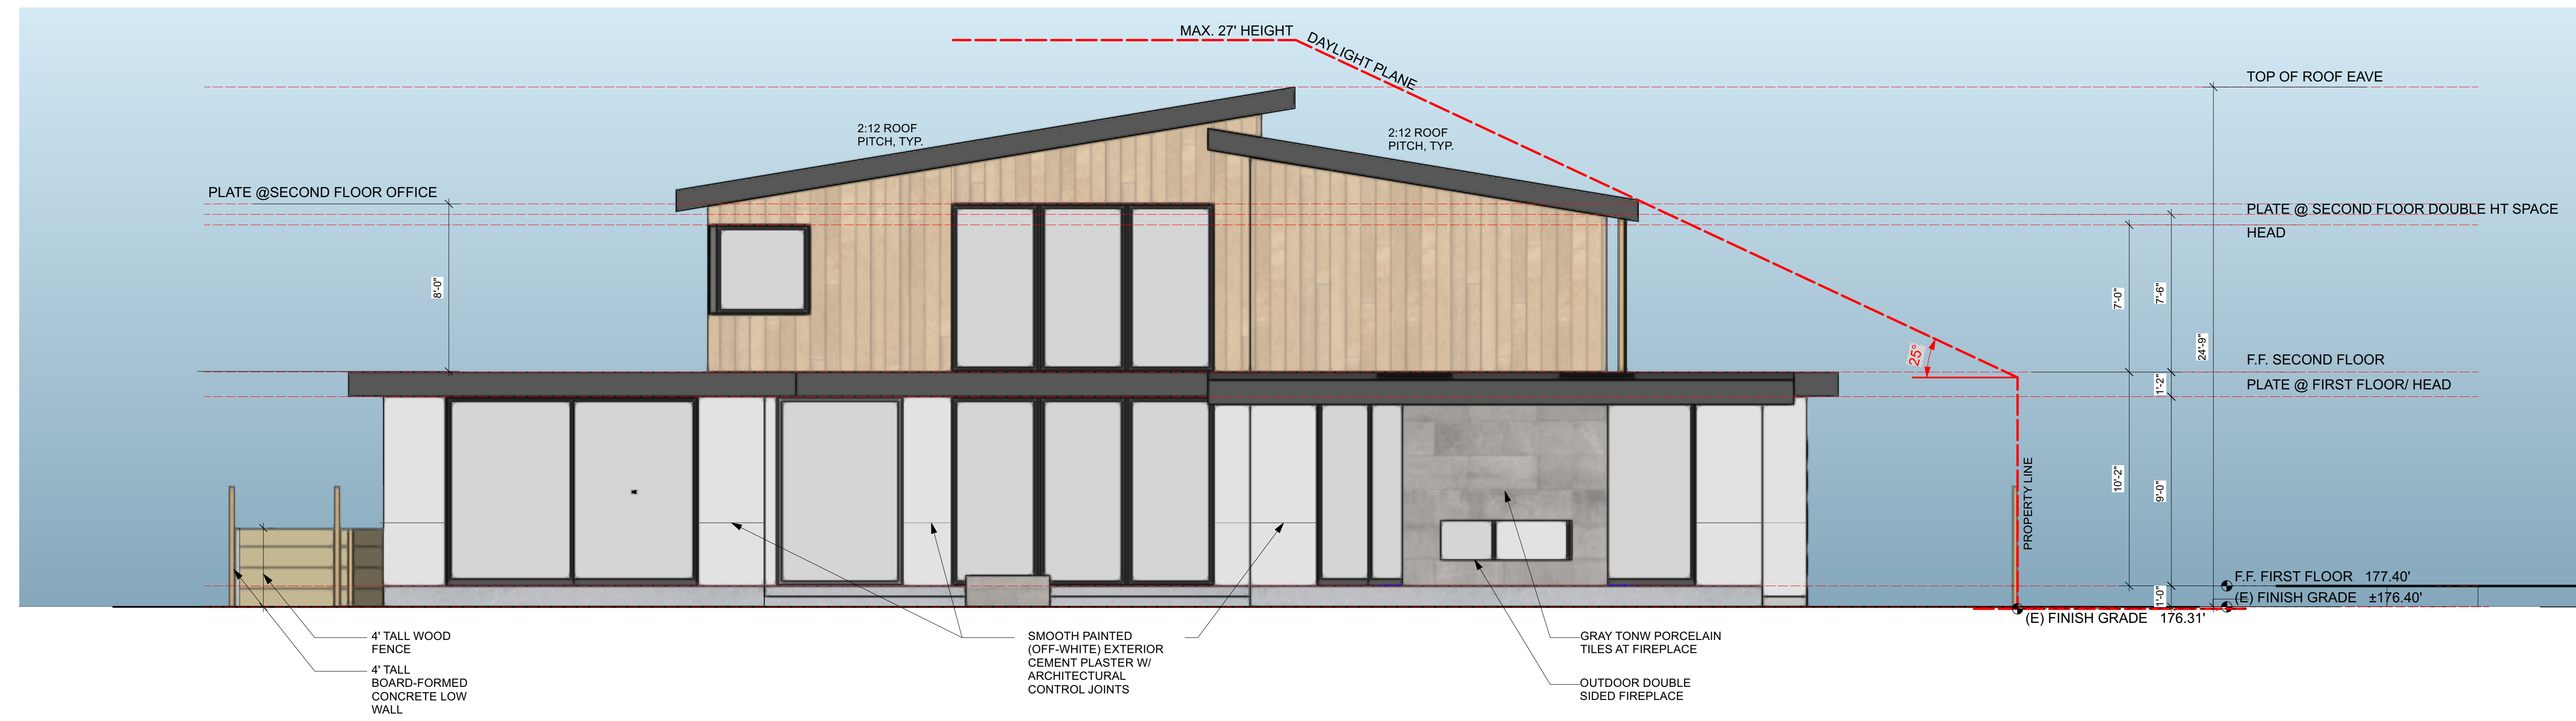 MAX. 27' HEIGHT
DAYLIGHT PLANE
TOP OF ROOF EAVE
2:12 ROOF
PITCH, TYP.
2:12 ROOF
PITCH, TYP.
PLATE @SECOND FLOOR OFFICE
PLATE @ SECOND FLOOR DOUBLE HT SPACE
HEAD
8'-0"
7'-0"
7'-6"
24'-9"
25°
F.F. SECOND FLOOR
PLATE @ FIRST FLOOR/ HEAD
1'-2"
10'-2"
9'-0"
PROPERTY LINE
F.F. FIRST FLOOR 177.40'
1'-0"
(E) FINISH GRADE ±176.40'
(E) FINISH GRADE 176.31'
4' TALL WOOD
FENCE
4' TALL
BOARD-FORMED
CONCRETE LOW
WALL
SMOOTH PAINTED
(OFF-WHITE) EXTERIOR
CEMENT PLASTER W/
ARCHITECTURAL
CONTROL JOINTS
GRAY TONW PORCELAIN
TILES AT FIREPLACE
OUTDOOR DOUBLE
SIDED FIREPLACE